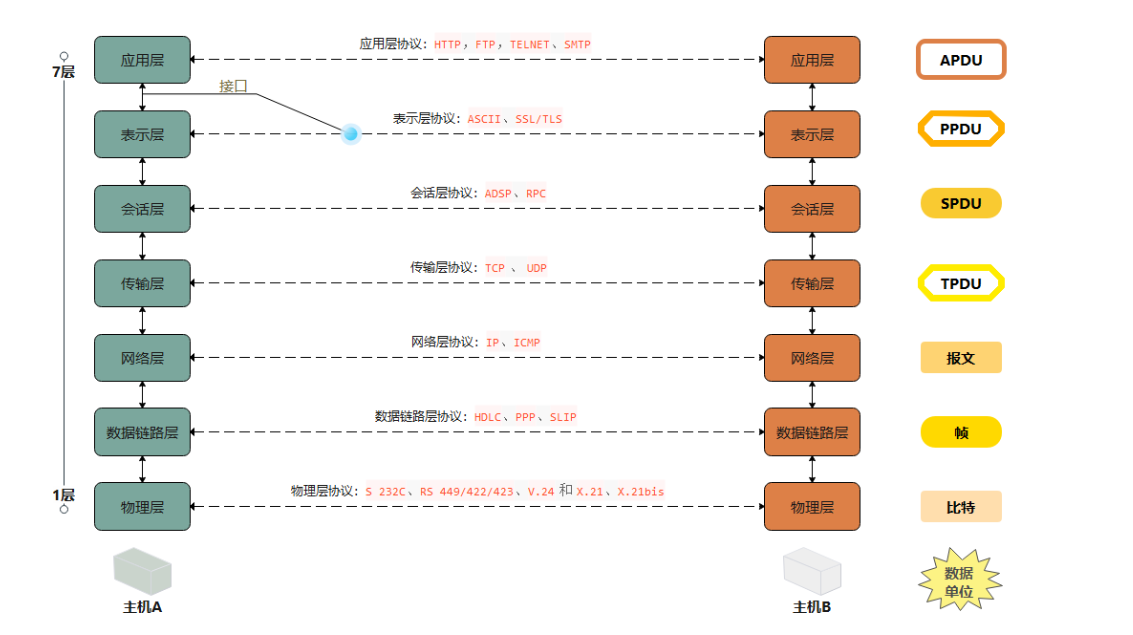 应用层协议：HTTP，FTP，TELNET、SMTP
7层
应用层
应用层
APDU
接口
表示层协议：ASCII、SSL/TLS
表示层
表示层
PPDU
会话层协议：ADSP、RPC
会话层
会话层
SPDU
传输层协议：TCP 、 UDP
传输层
传输层
TPDU
网络层协议：IP、ICMP
网络层
网络层
报文
数据链路层协议：HDLC、PPP、SLIP
数据链路层
数据链路层
帧
物理层协议：S 232C、RS 449/422/423、V.24 和 X.21、X.21bis
1层
物理层
物理层
比特
数据
单位
主机A
主机B